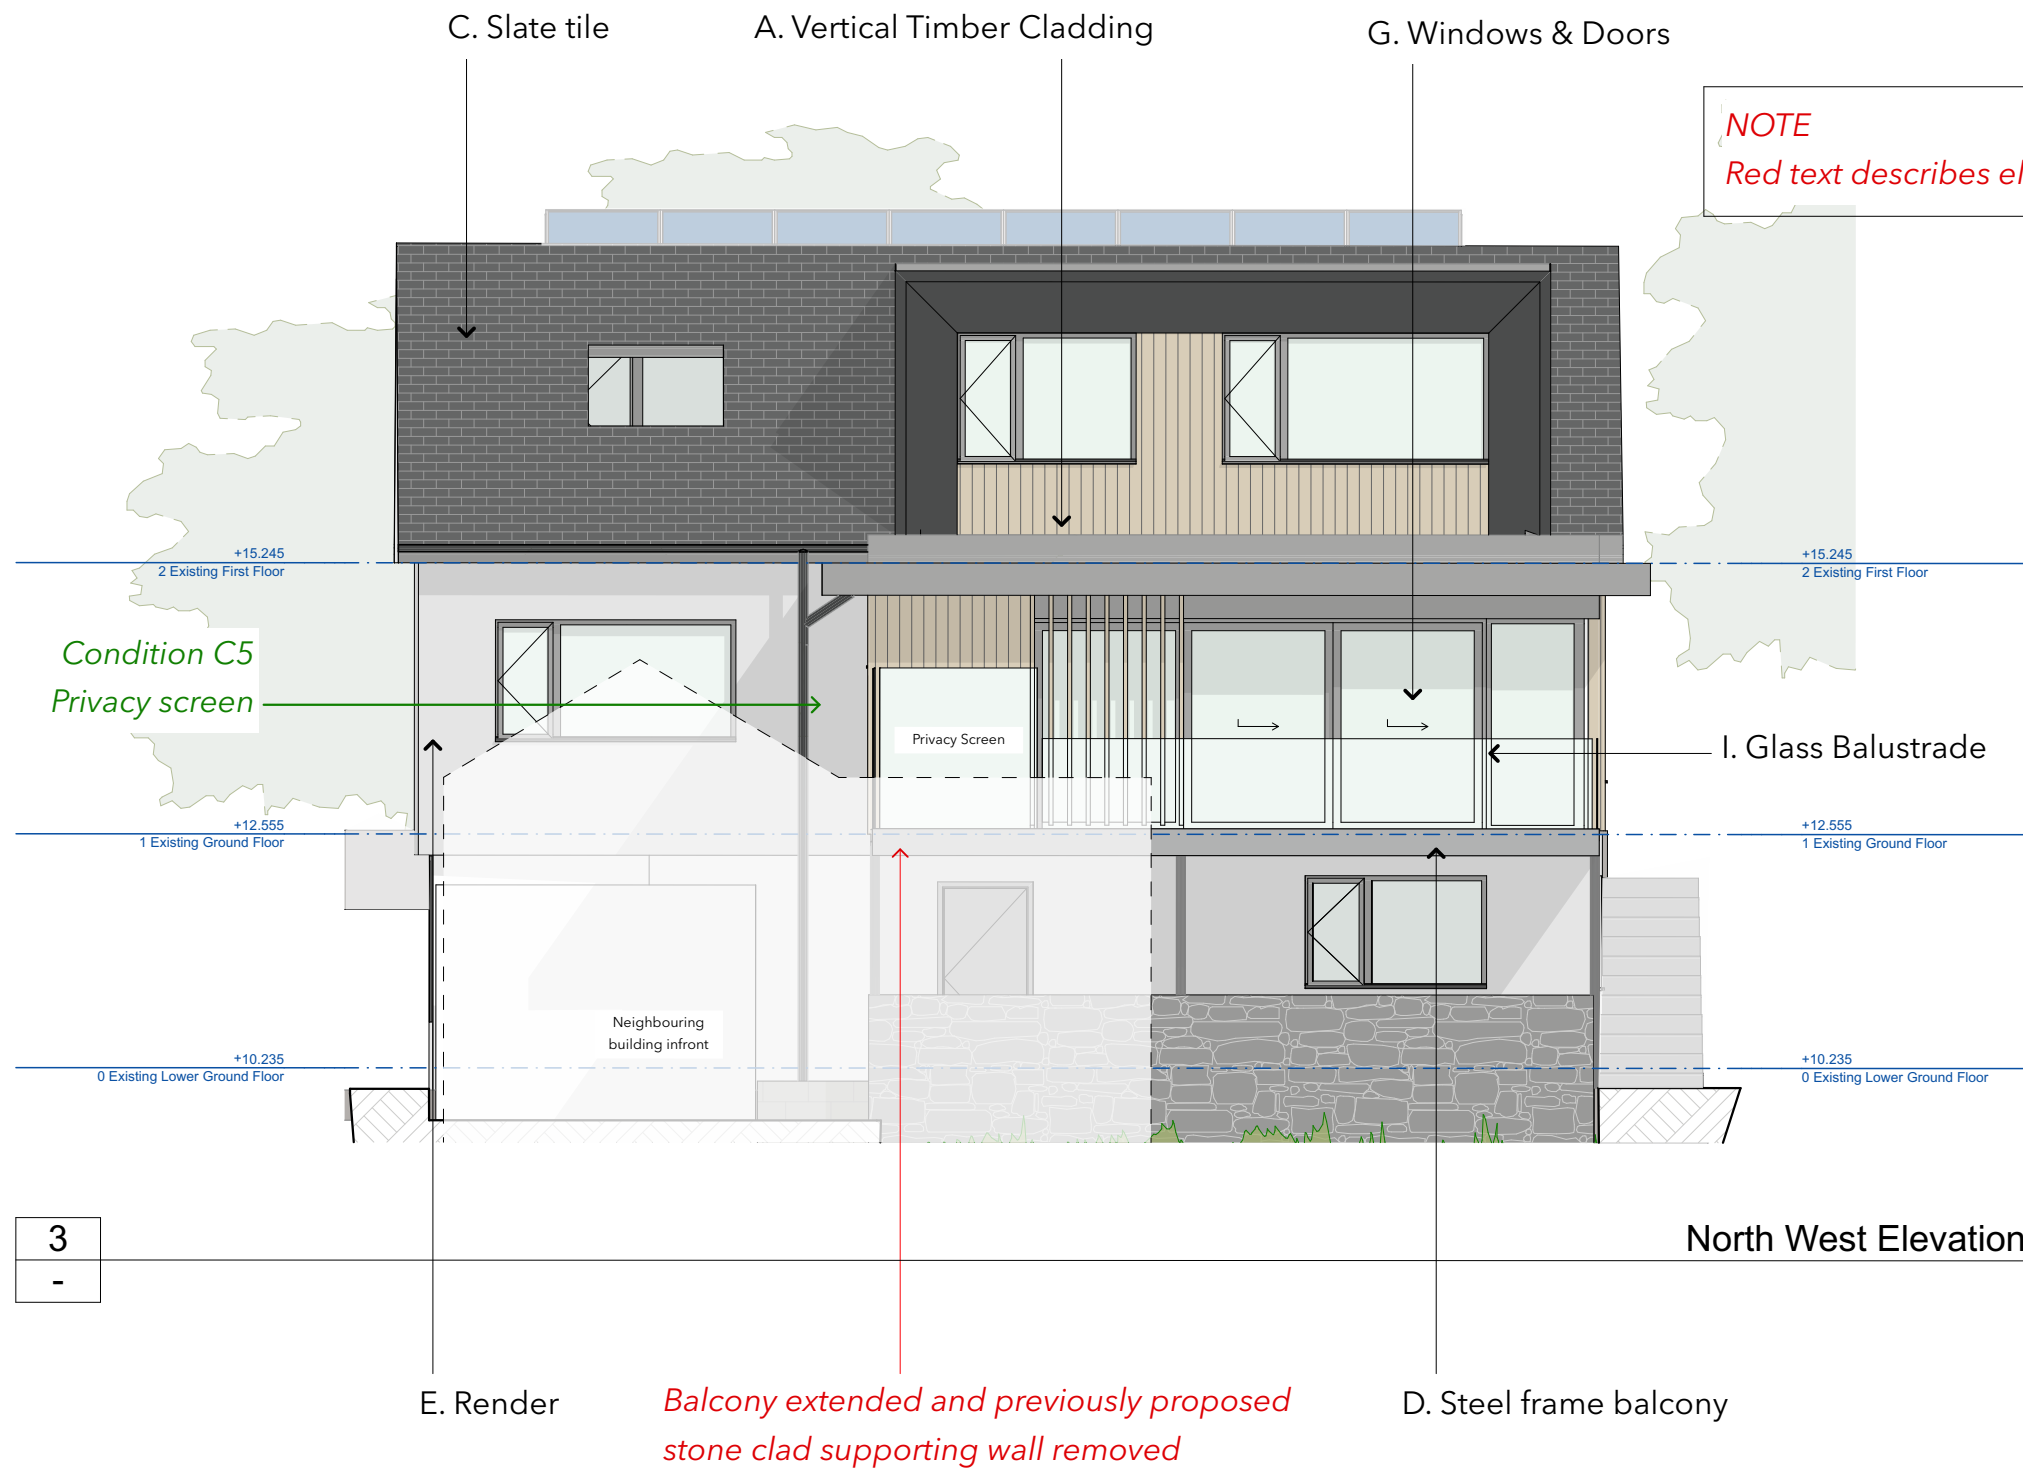 C. Slate tile
A. Vertical Timber Cladding
G. Windows & Doors
NOTE
Red text describes el
+15.245
2 Existing First Floor
+15.245
2 Existing First Floor
Condition C5
Privacy screen
Privacy Screen
I. Glass Balustrade
+12.555
1 Existing Ground Floor
+12.555
1 Existing Ground Floor
Neighbouring
building infront
+10.235
0 Existing Lower Ground Floor
+10.235
0 Existing Lower Ground Floor
3
-
North West Elevation
E. Render
Balcony extended and previously proposed
stone clad supporting wall removed
D. Steel frame balcony